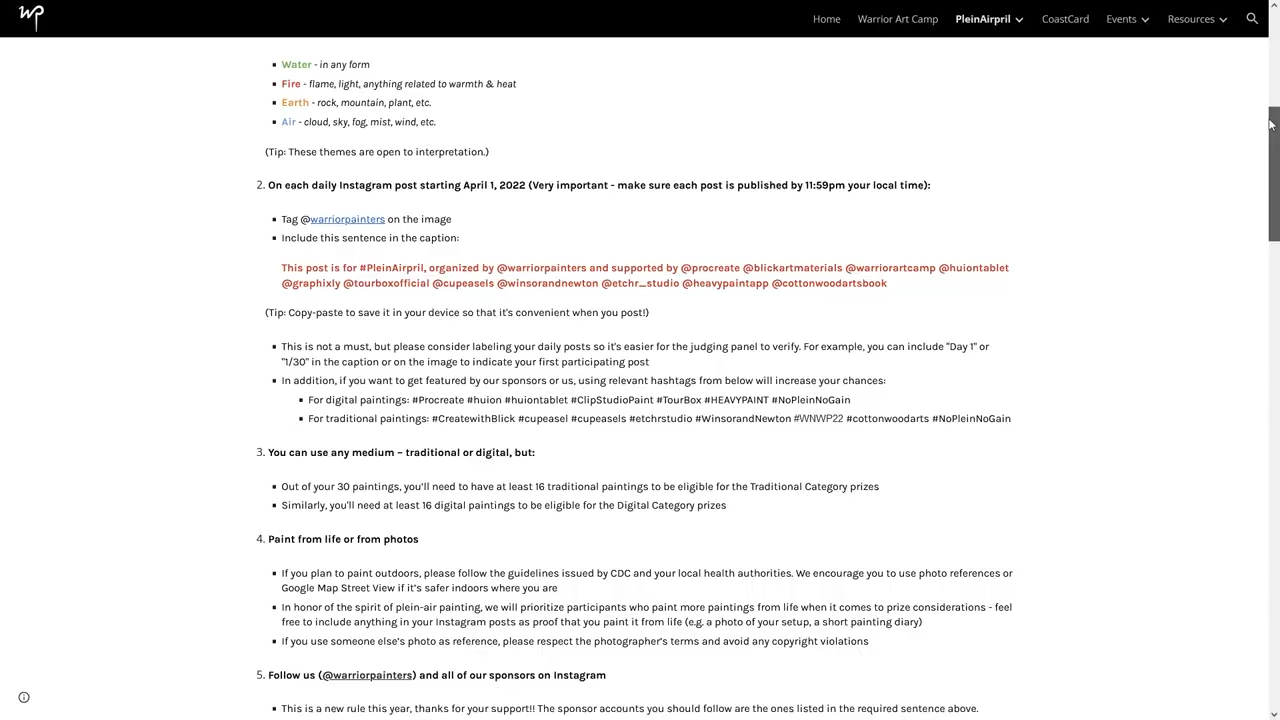 WP
Home Warrior Art Camp PleinAirpril CoastCard Events Resources
Water - in any form
Fire - flame, light, anything related to warmth & heat
Earth - rock, mountain, plant, etc.
Air - cloud, sky, fog, mist, wind, etc.
(Tip: These themes are open to interpretation.)
2. On each daily Instagram post starting April 1, 2022 (Very important - make sure each post is published by 11:59pm your local time):
Tag @warriorpainters on the image
Include this sentence in the caption:
This post is for #PleinAirpril, organized by @warriorpainters and supported by @procreate @blickartmaterials @warriorartcamp @huiontablet
@graphixly @tourboxofficial @cupeasels @winsorandnewton @etchr_studio @heavypaintapp @cottonwoodartsbook
(Tip: Copy-paste to save it in your device so that it's convenient when you post!)
This is not a must, but please consider labeling your daily posts so it's easier for the judging panel to verify. For example, you can include "Day 1" or
"1/30" in the caption or on the image to indicate your first participating post
In addition, if you want to get featured by our sponsors or us, using relevant hashtags from below will increase your chances:
For digital paintings: #Procreate #huion #huiontablet #ClipStudioPaint #TourBox #HEAVYPAINT #NoPleinNoGain
For traditional paintings: #CreatewithBlick #cupeasel #cupeasels #etchrstudio #WinsorandNewton #WNWP22 #cottonwoodarts #NoPleinNoGain
3. You can use any medium – traditional or digital, but:
Out of your 30 paintings, you'll need to have at least 16 traditional paintings to be eligible for the Traditional Category prizes
Similarly, you'll need at least 16 digital paintings to be eligible for the Digital Category prizes
4. Paint from life or from photos
If you plan to paint outdoors, please follow the guidelines issued by CDC and your local health authorities. We encourage you to use photo references or
Google Map Street View if it's safer indoors where you are
In honor of the spirit of plein-air painting, we will prioritize participants who paint more paintings from life when it comes to prize considerations - feel
free to include anything in your Instagram posts as proof that you paint it from life (e.g. a photo of your setup, a short painting diary)
If you use someone else's photo as reference, please respect the photographer's terms and avoid any copyright violations
5. Follow us (@warriorpainters) and all of our sponsors on Instagram
This is a new rule this year, thanks for your support!! The sponsor accounts you should follow are the ones listed in the required sentence above.